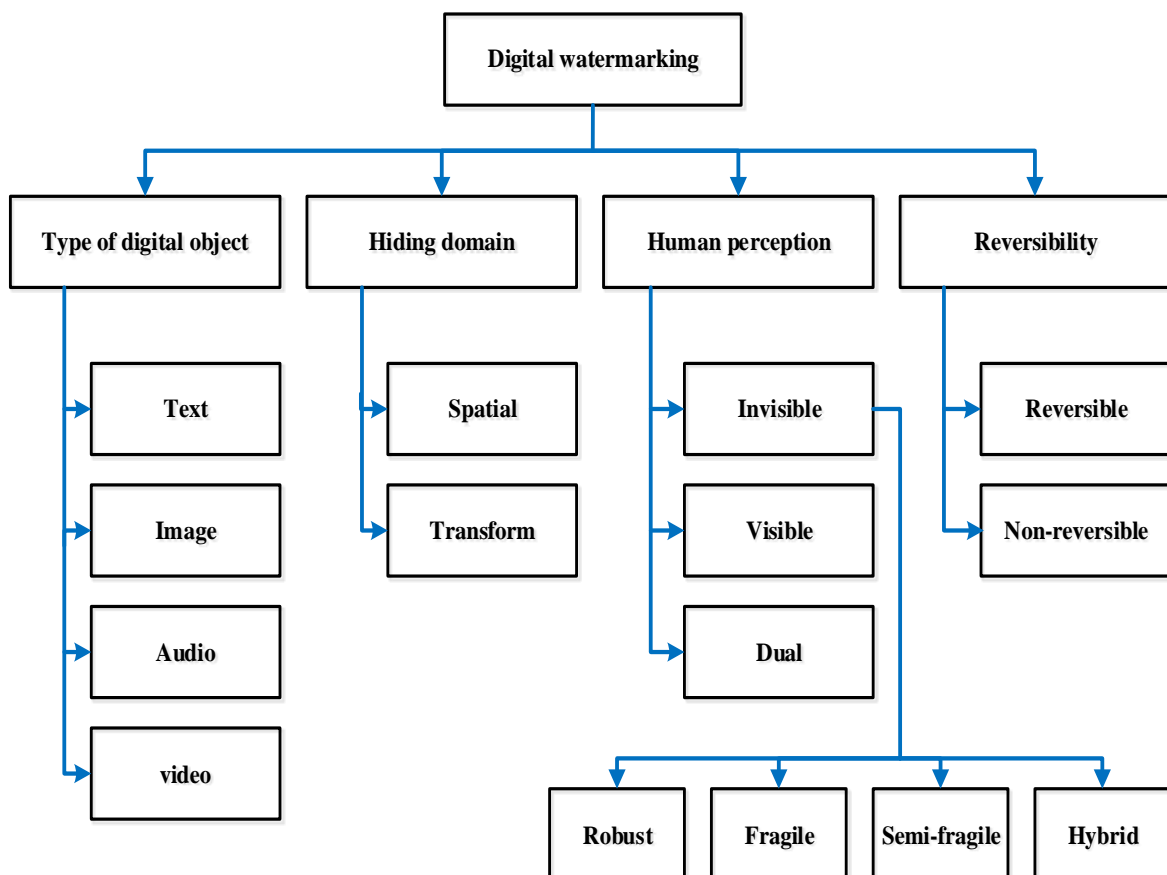 Digital watermarking
Type of digital object
Hiding domain
Human perception
Reversibility
Text
Spatial
Invisible
Reversible
Image
Transform
Visible
Non-reversible
Audio
Dual
video
Robust
Fragile
Semi-fragile
Hybrid